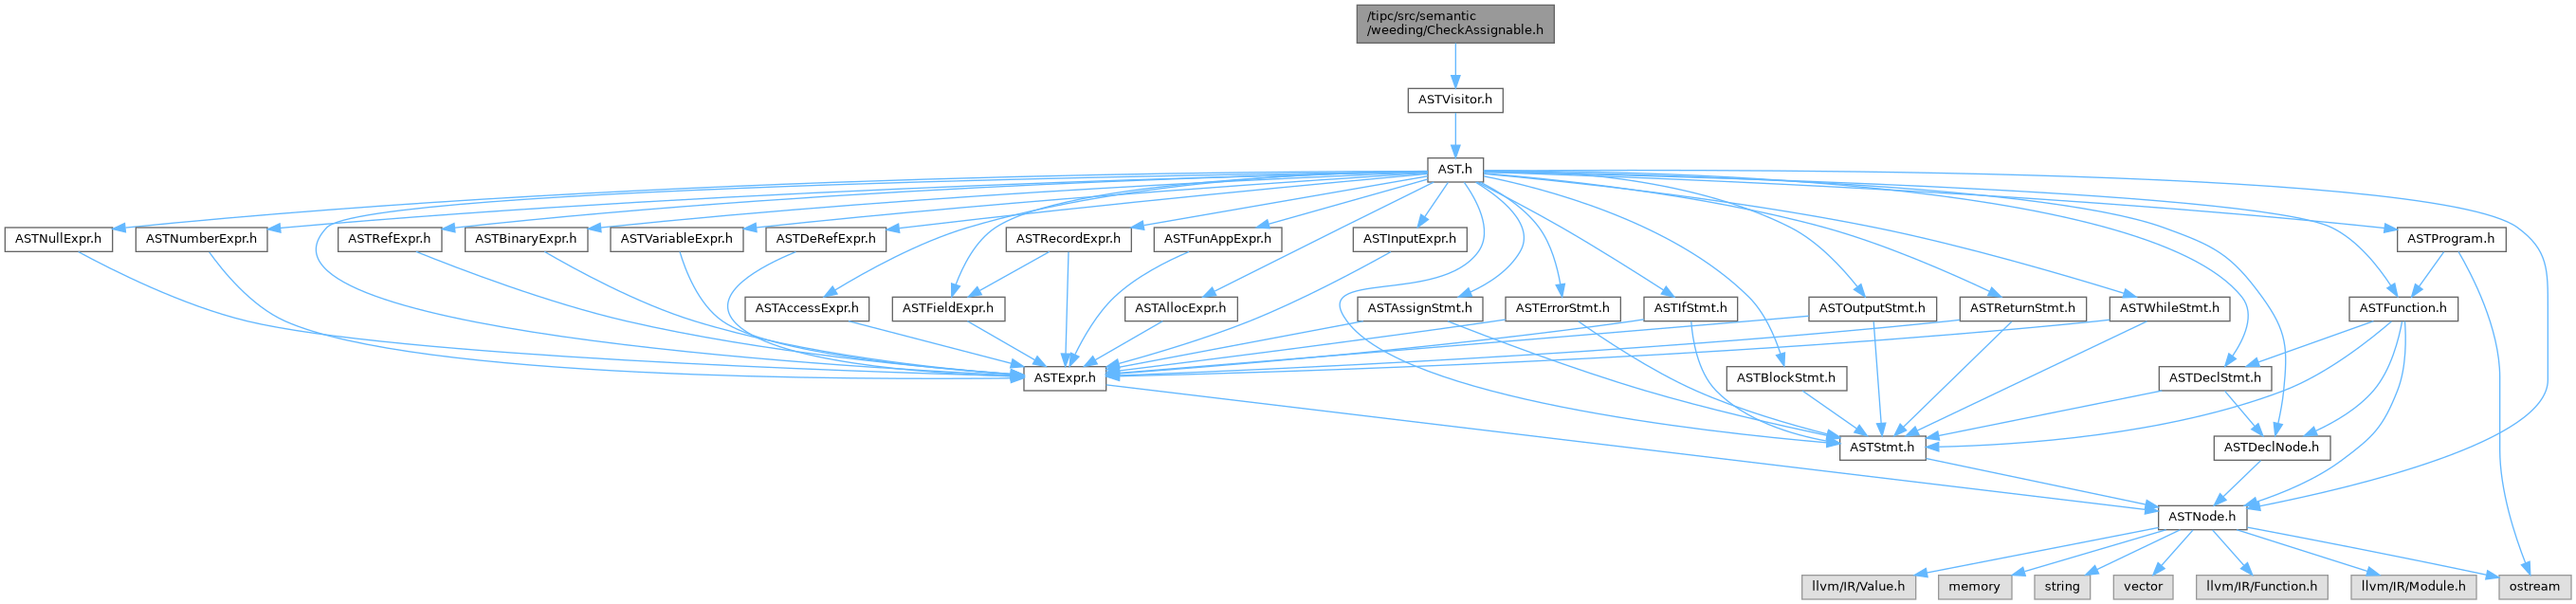 /tipc/src/semantic
/weeding/CheckAssignable.h
ASTVisitor.h
AST.h
ASTNullExpr.h
ASTNumberExpr.h
ASTRefExpr.h
ASTBinaryExpr.h
ASTVariableExpr.h
ASTDeRefExpr.h
ASTRecordExpr.h
ASTFunAppExpr.h
ASTInputExpr.h
ASTProgram.h
ASTAccessExpr.h
ASTFieldExpr.h
ASTAllocExpr.h
ASTAssignStmt.h
ASTErrorStmt.h
ASTIfStmt.h
ASTOutputStmt.h
ASTReturnStmt.h
ASTWhileStmt.h
ASTFunction.h
ASTExpr.h
ASTBlockStmt.h
ASTDeclStmt.h
ASTStmt.h
ASTDeclNode.h
ASTNode.h
llvm/IR/Value.h
memory
string
vector
llvm/IR/Function.h
llvm/IR/Module.h
ostream